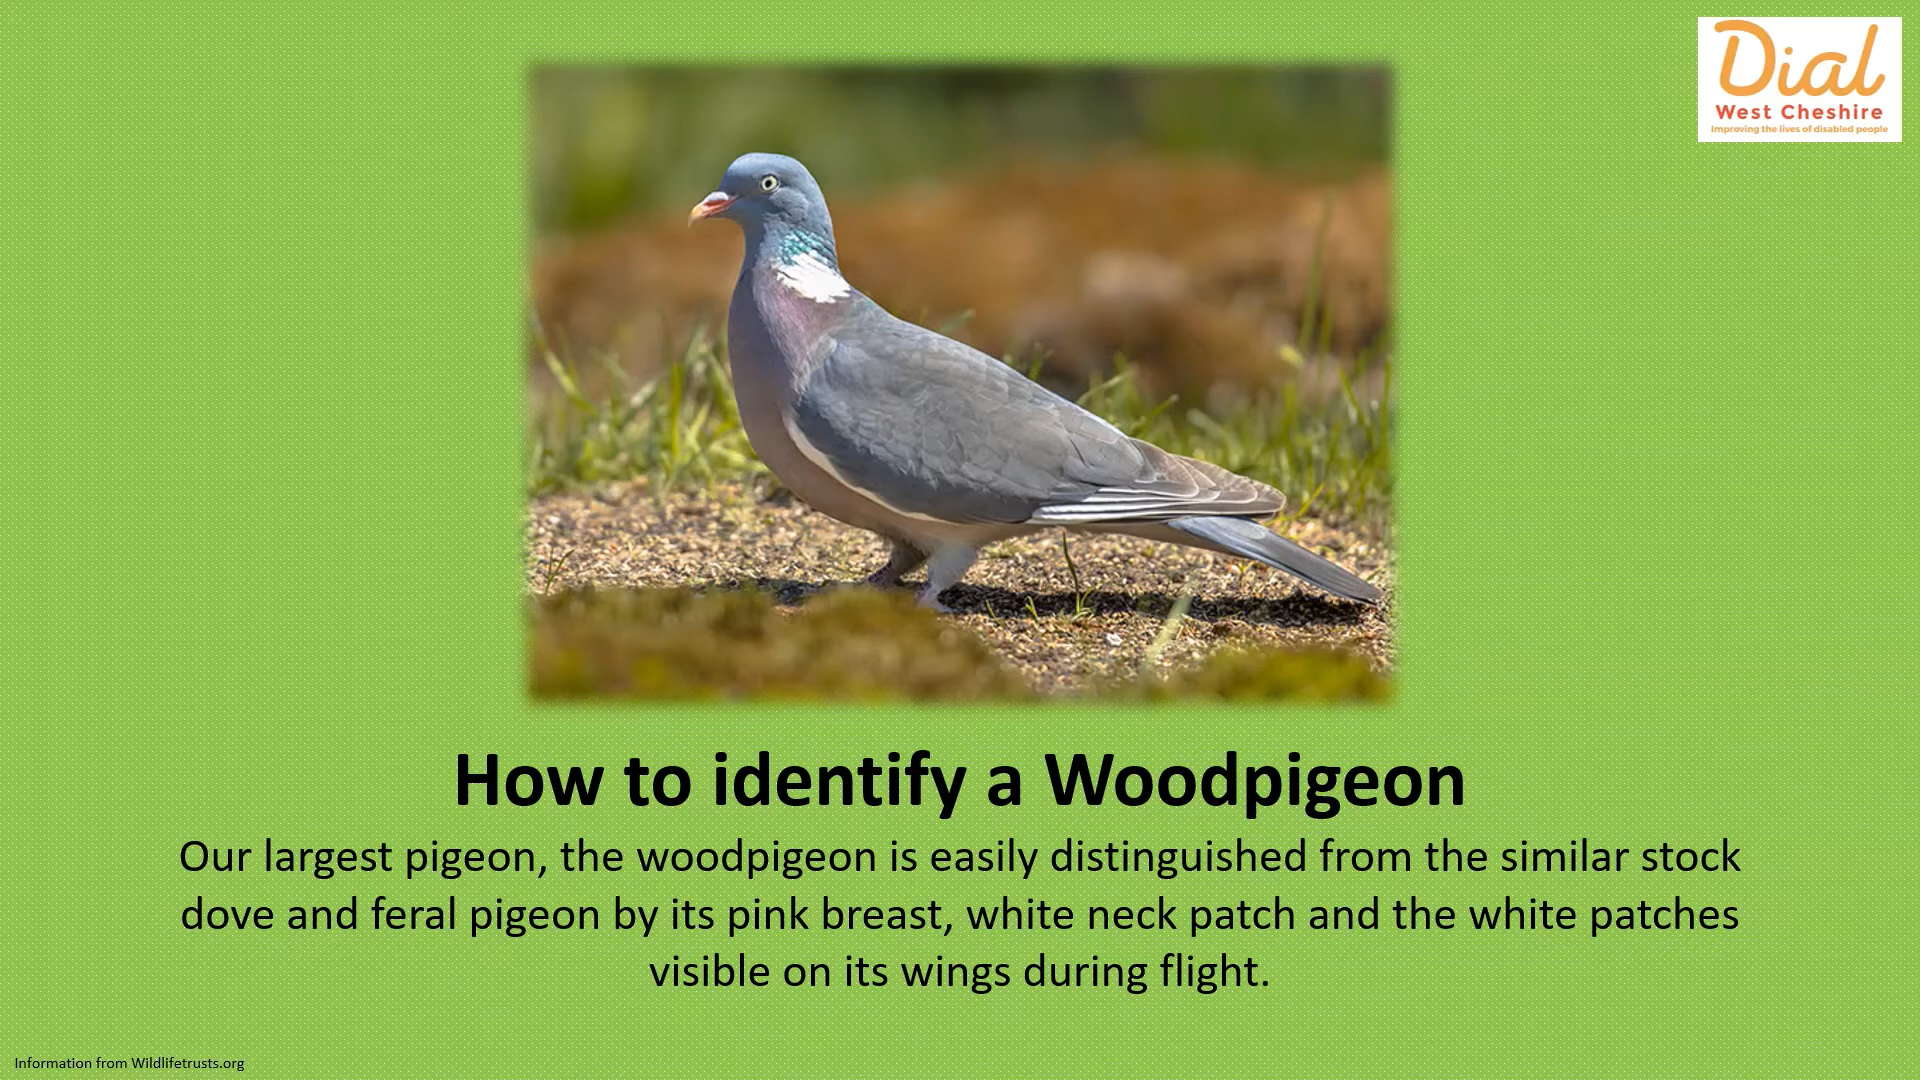 Dial
West Cheshire
Improving the lives of disabled people
How to identify a Woodpigeon
Our largest pigeon, the woodpigeon is easily distinguished from the similar stock
dove and feral pigeon by its pink breast, white neck patch and the white patches
visible on its wings during flight.
Information from Wildlifetrusts.org